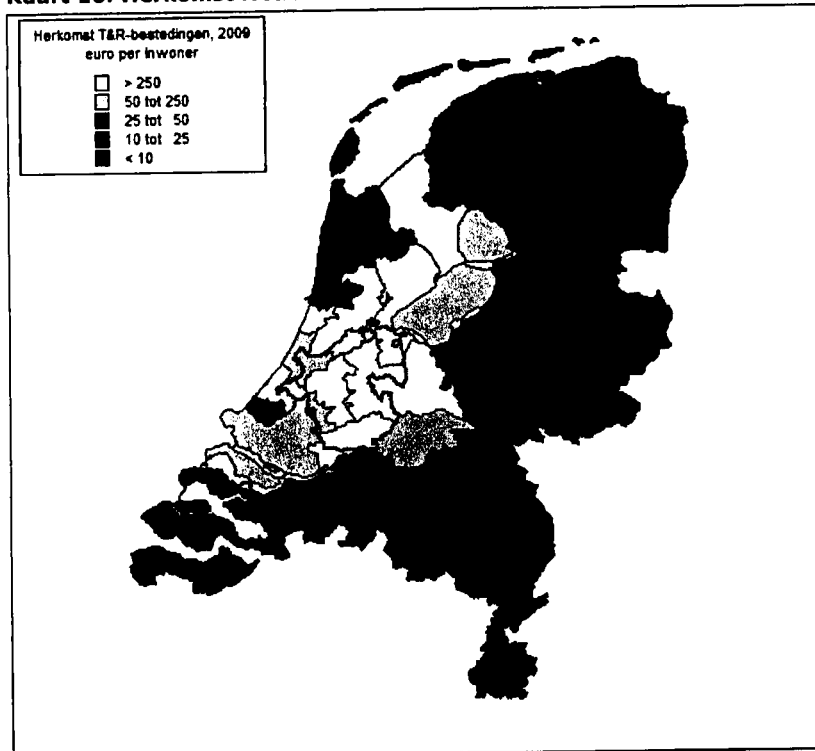 Herkomst T&R-bestedingen, 2009
euro per inwoner
> 250
50 tot 250
25 tot 50
10 tot 25
< 10